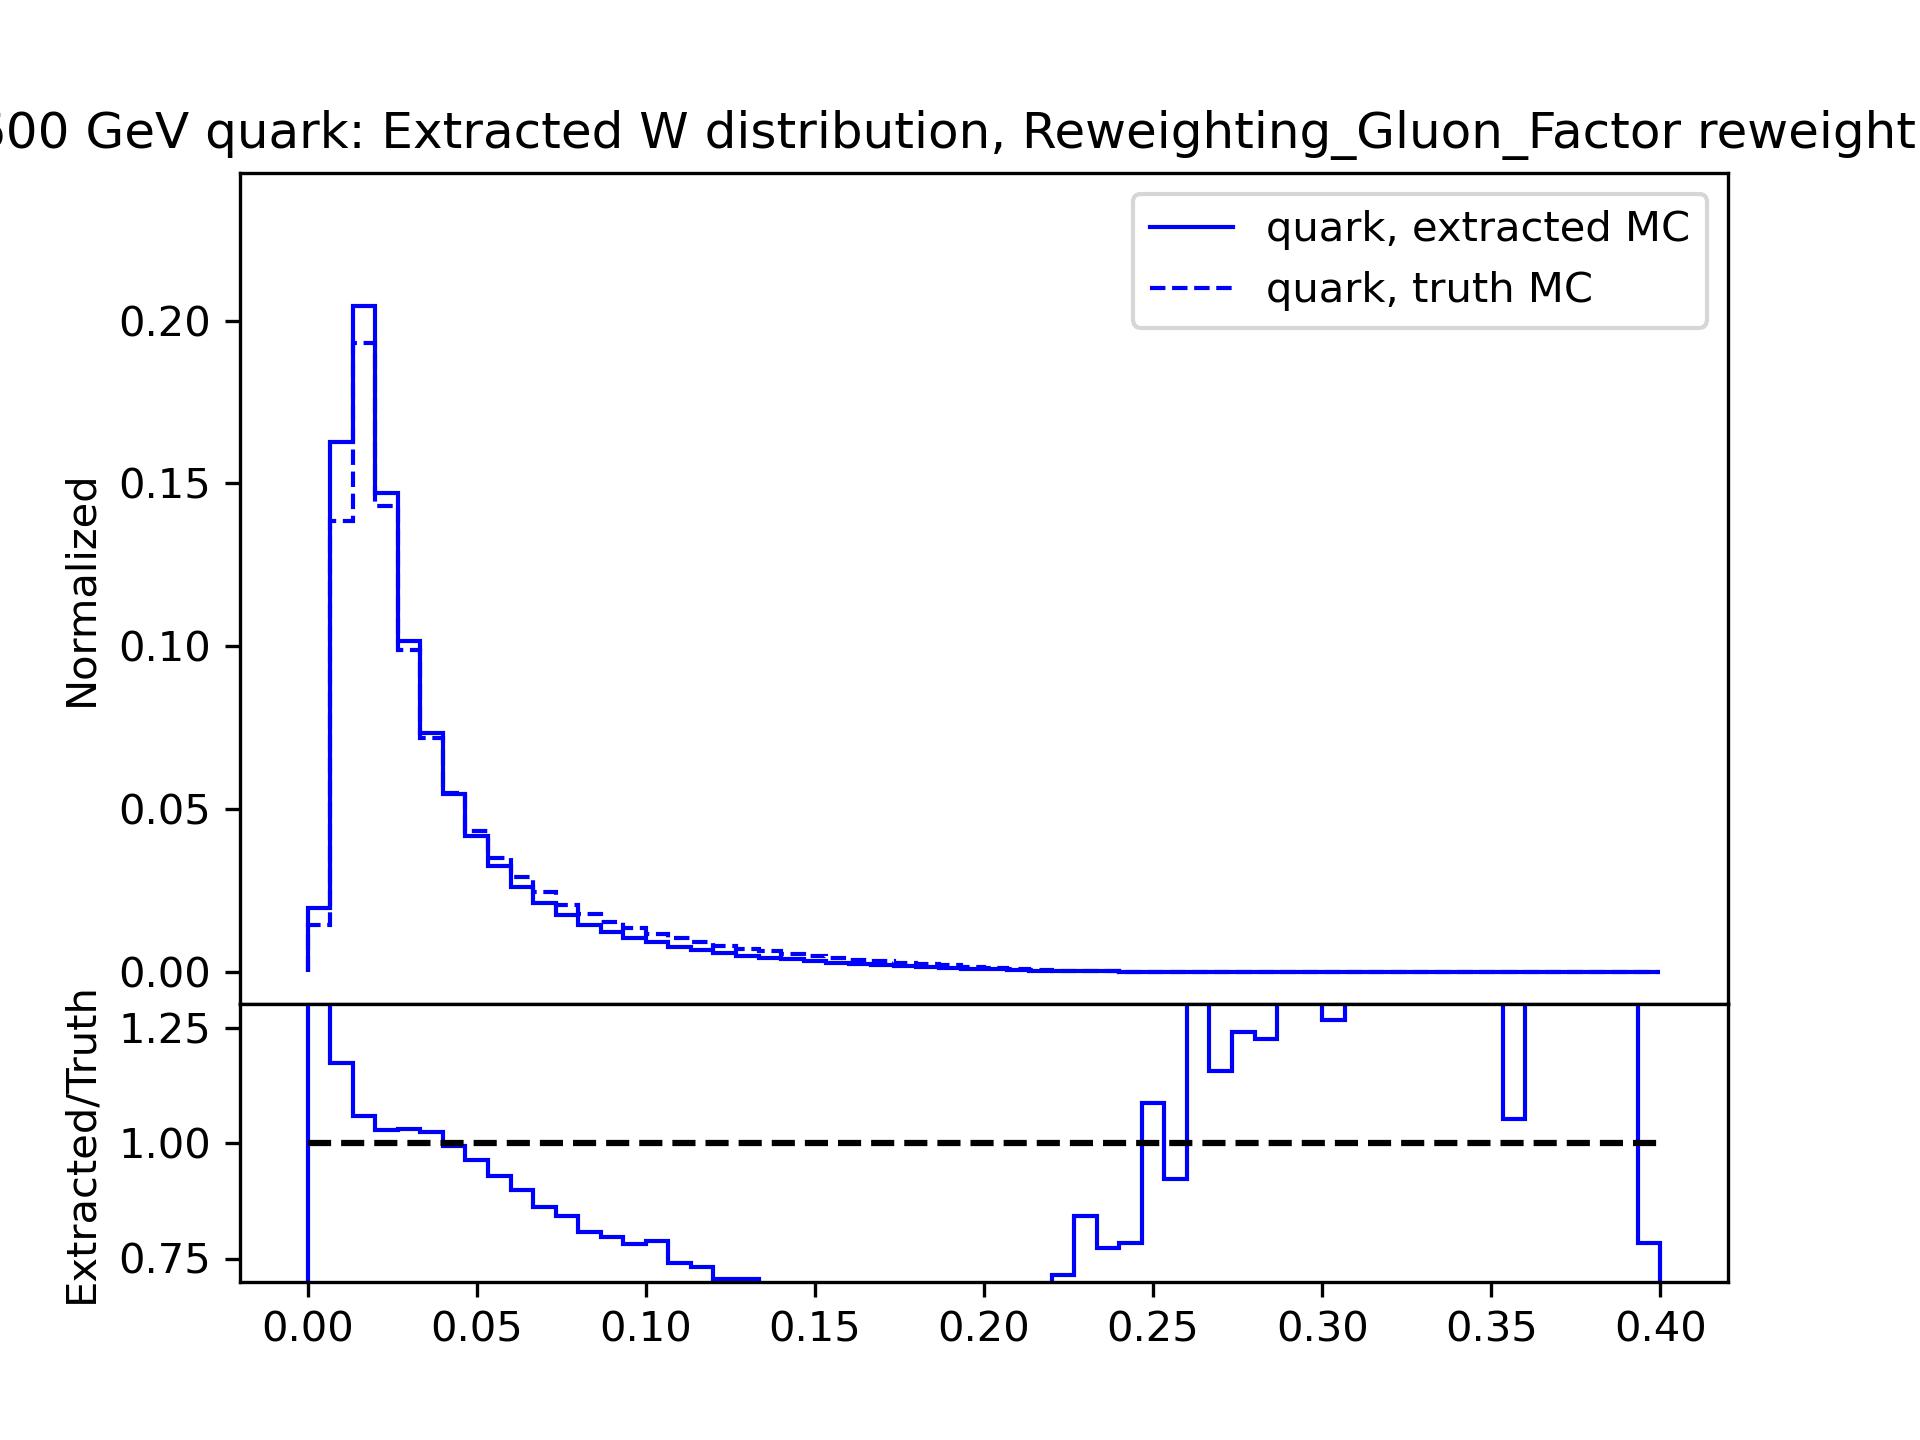 00 GeV quark: Extracted W distribution, Reweighting_Gluon_Factor reweight
quark, extracted MC
quark, truth MC
Normalized
0.20
0.15
0.10
0.05
0.00
Extracted/Truth
1.25
1.00
0.75
0.00 0.05 0.10 0.15 0.20 0.25 0.30 0.35 0.40